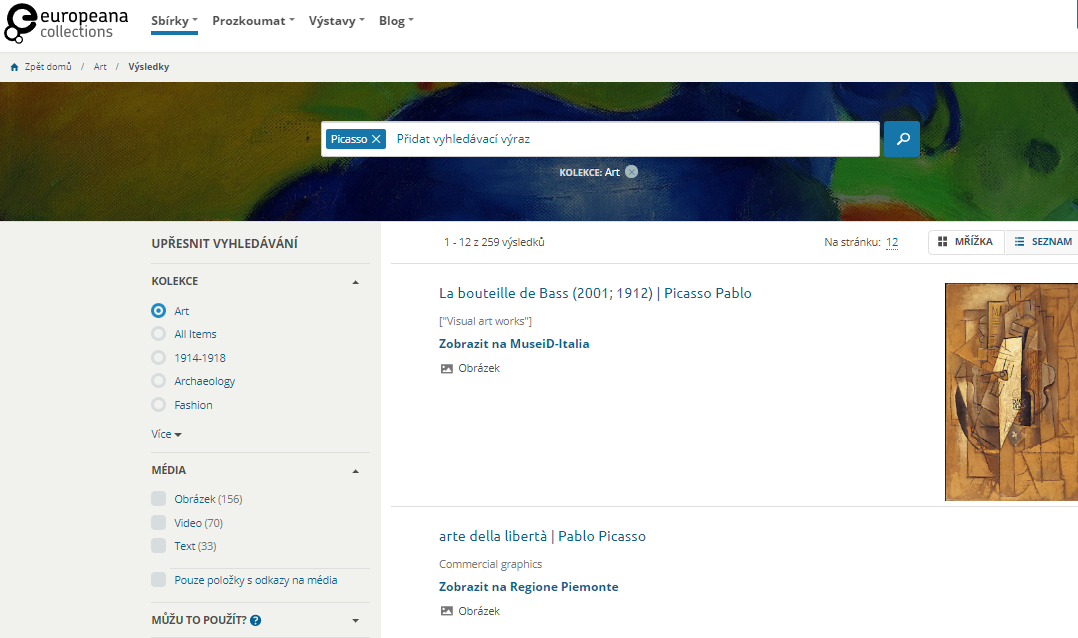 europeana
collections
Sbírky Prozkoumat Výstavy Blog
Zpět domů / Art / Výsledky
Picasso × Přidat vyhledávací výraz
KOLEKCE: Art
UPŘESNIT VYHLEDÁVÁNÍ
KOLEKCE
Art
All Items
1914-1918
Archaeology
Fashion
Více
MÉDIA
Obrázek (156)
Video (70)
Text (33)
Pouze položky s odkazy na média
MŮŽU TO POUŽÍT? ?
1 - 12 z 259 výsledků
Na stránku: 12
MŘÍŽKA SEZNAM
La bouteille de Bass (2001; 1912) | Picasso Pablo
["Visual art works"]
Zobrazit na MuseiD-Italia
Obrázek
arte della libertà | Pablo Picasso
Commercial graphics
Zobrazit na Regione Piemonte
Obrázek